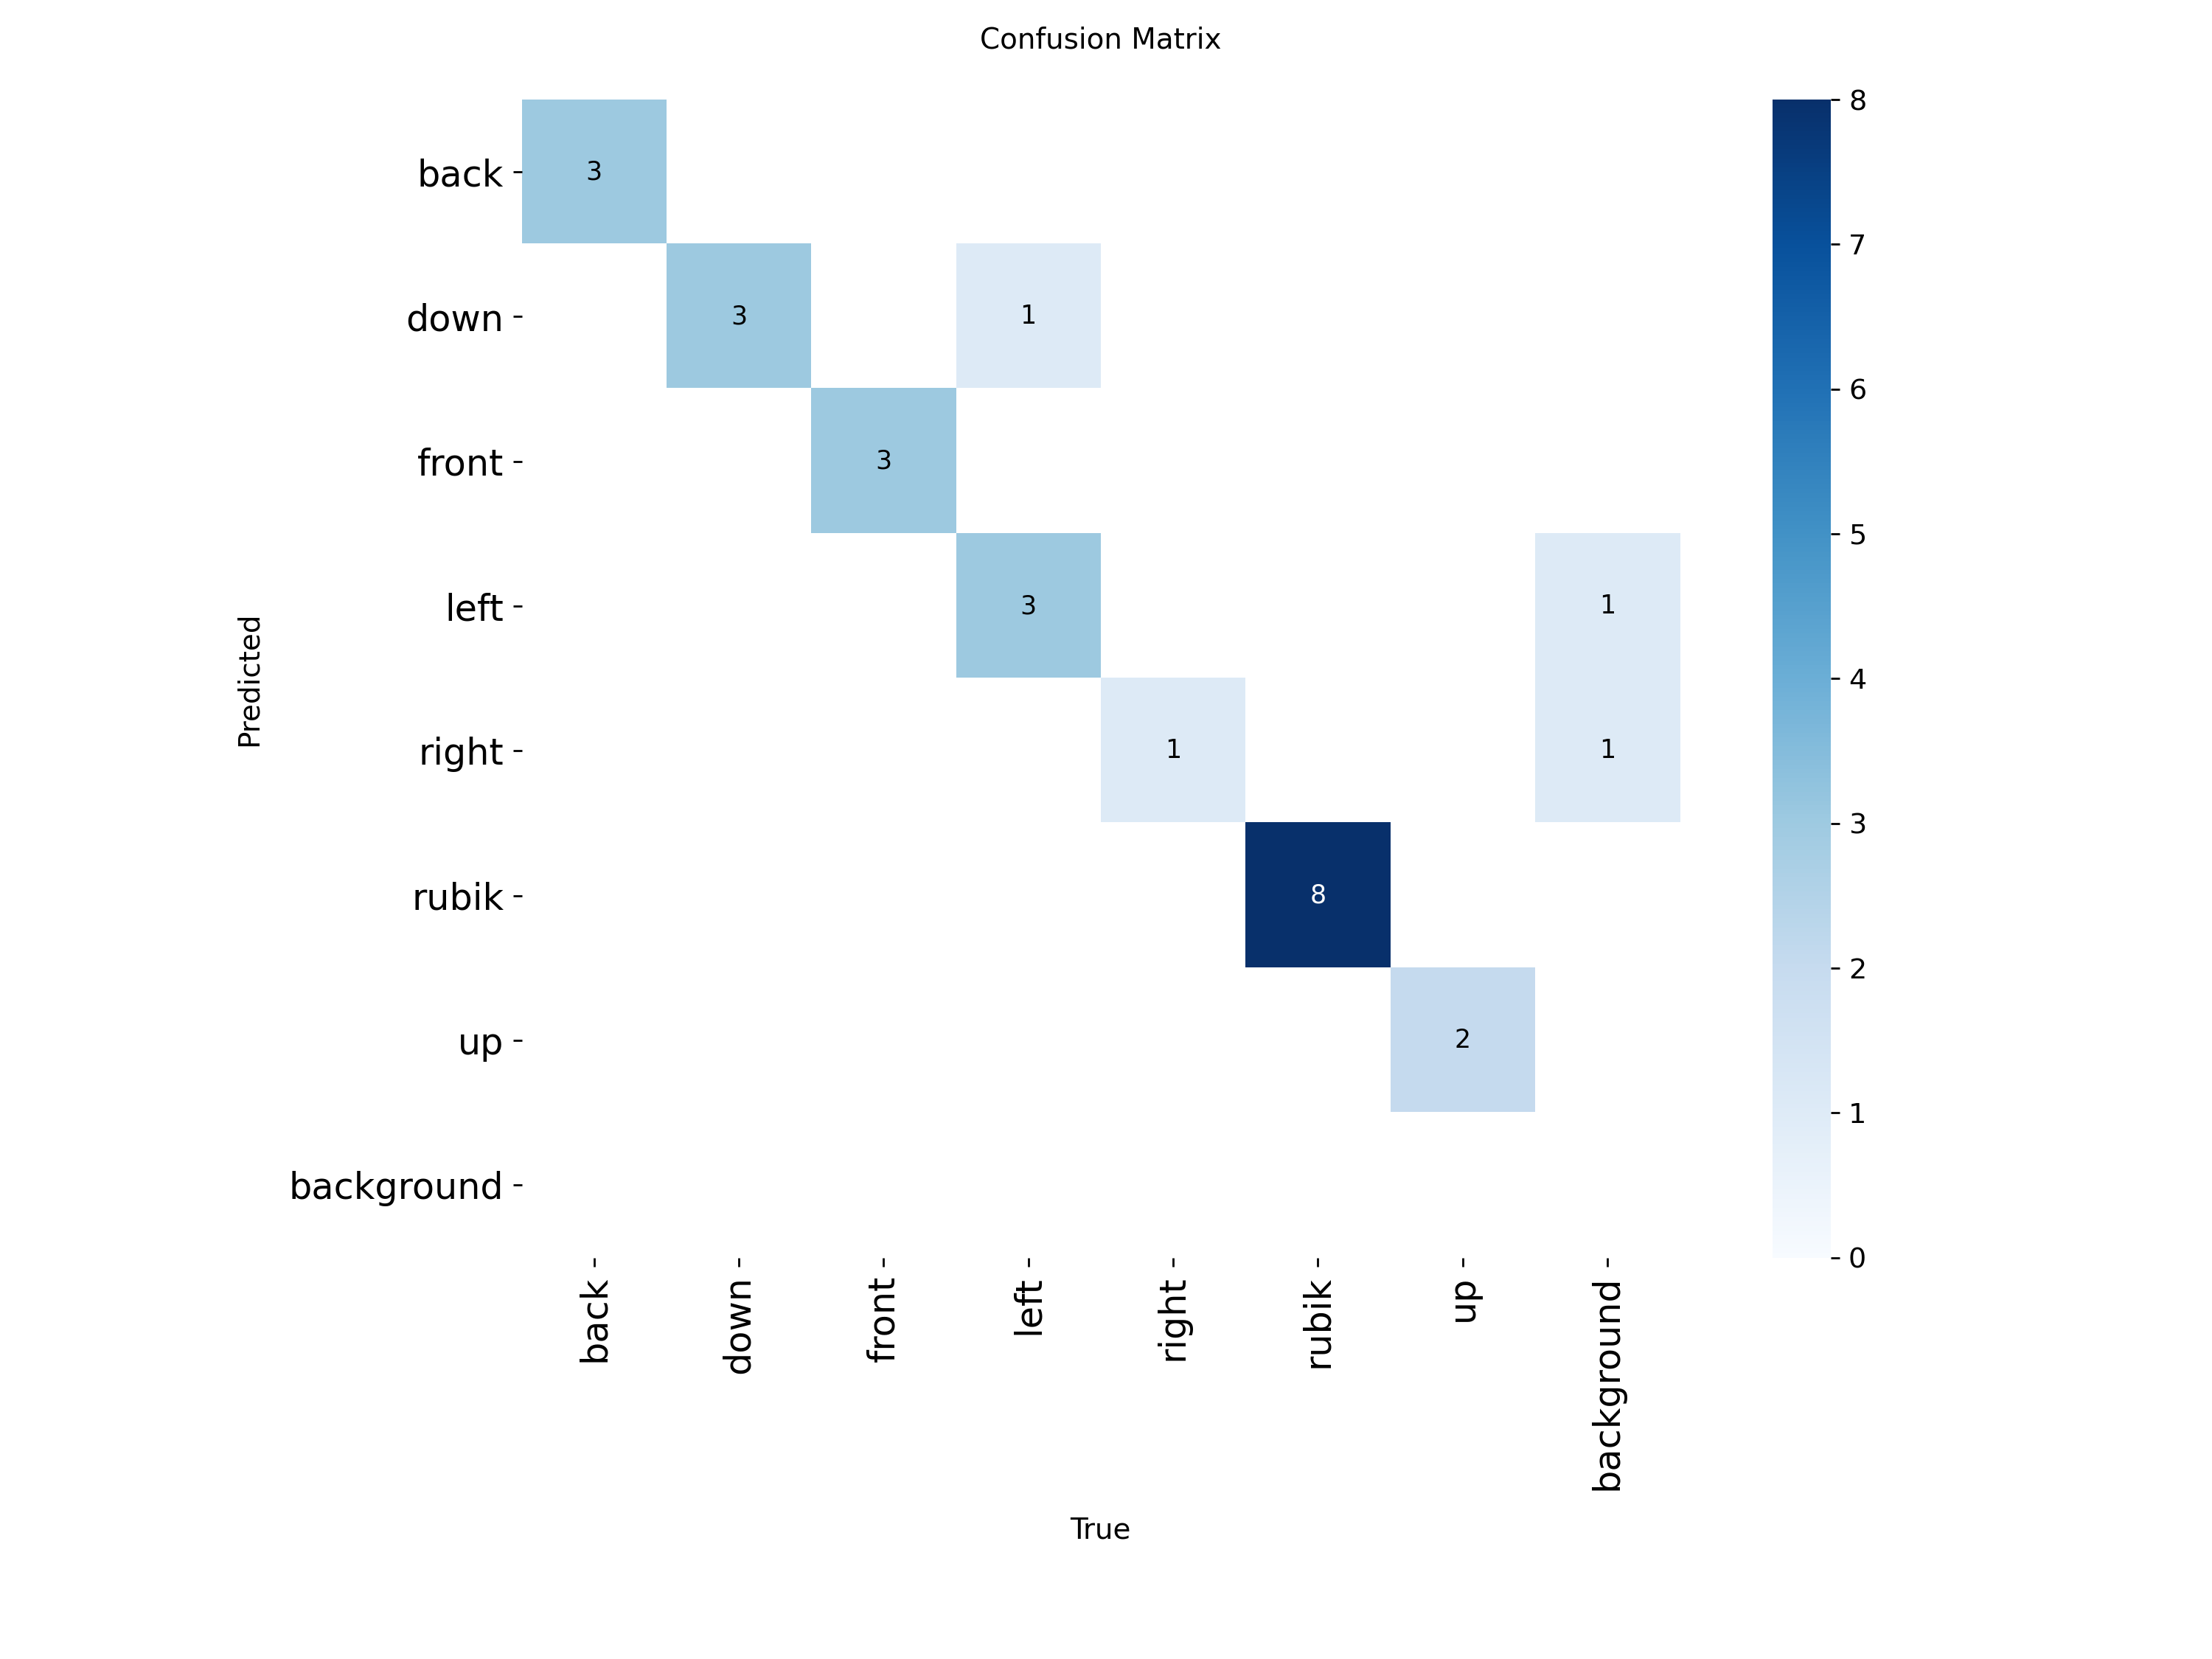 Confusion Matrix
back
3
down
3
1
front
3
left
3
1
right
1
1
rubik
8
up
2
background
Predicted
back
down
front
left
right
rubik
up
background
True
8
7
6
5
4
3
2
1
0